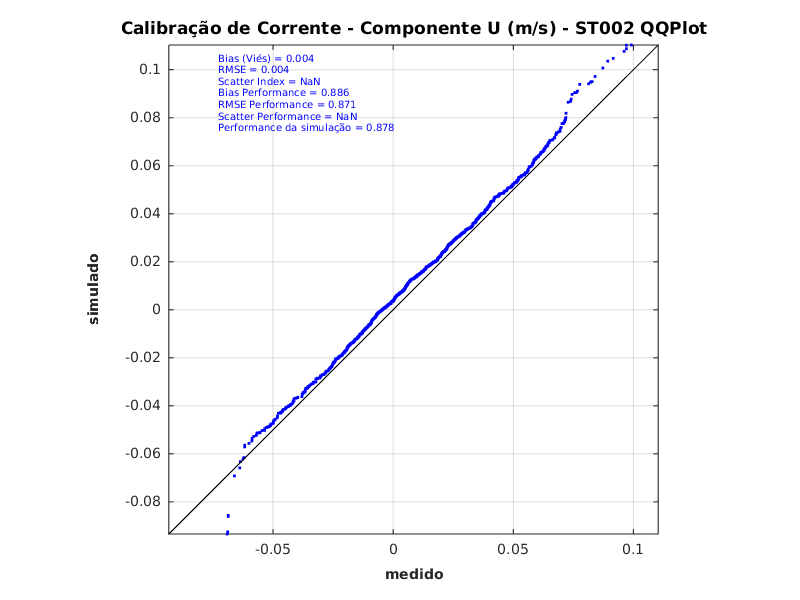 Calibração de Corrente - Componente U (m/s) - ST002 QQPlot
Bias (Viés) = 0.004
RMSE = 0.004
Scatter Index = NaN
Bias Performance = 0.886
RMSE Performance = 0.871
Scatter Performance = NaN
Performance da simulação = 0.878
0.1
0.08
0.06
0.04
0.02
0
-0.02
-0.04
-0.06
-0.08
simulado
-0.05
0
0.05
0.1
medido